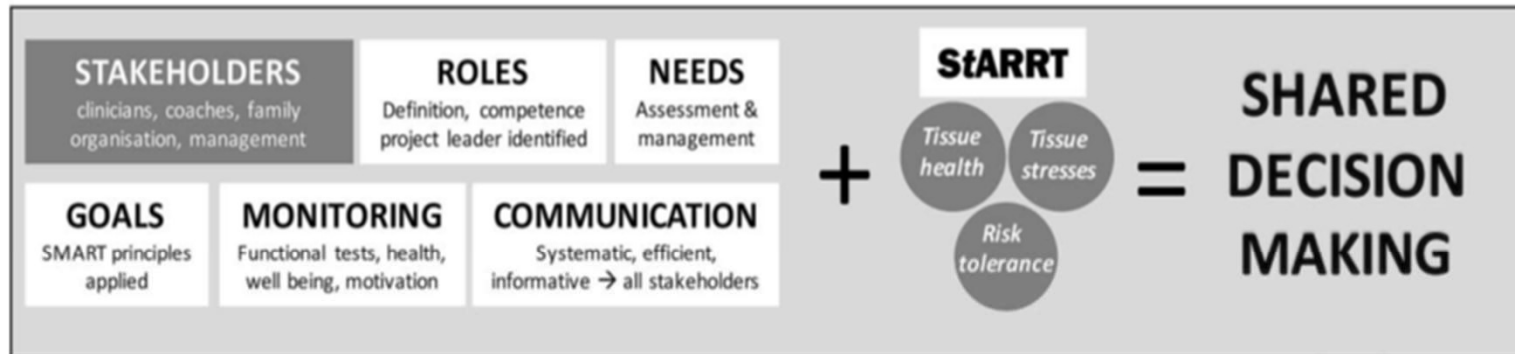 STAKEHOLDERS
clinicians, coaches, family
organisation, management
ROLES
Definition, competence
project leader identified
NEEDS
Assessment &
management
GOALS
SMART principles
applied
MONITORING
Functional tests, health,
well being, motivation
COMMUNICATION
Systematic, efficient,
informative → all stakeholders
+
StARRT
Tissue
health
Tissue
stresses
Risk
tolerance
=
SHARED
DECISION
MAKING